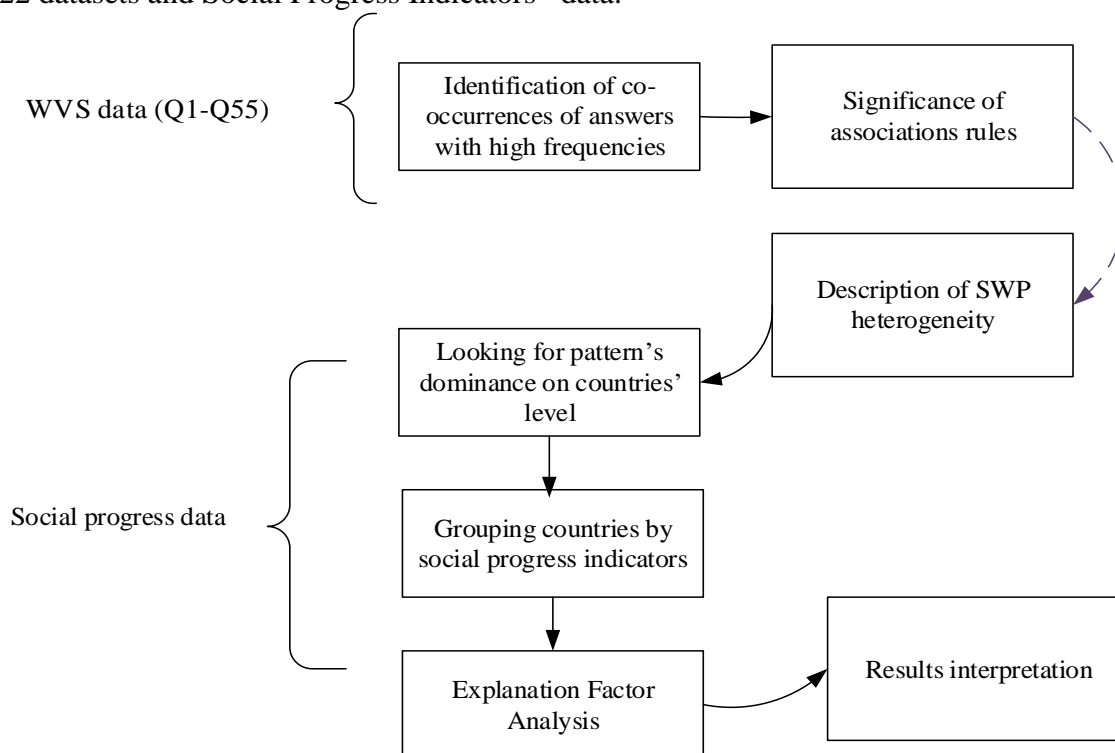 22 datasets and Social Progress Indicators' data.
WVS data (Q1-Q55)
Identification of co-
occurrences of answers
with high frequencies
Significance of
associations rules
Description of SWP
heterogeneity
Looking for pattern's
dominance on countries'
level
Social progress data
Grouping countries by
social progress indicators
Explanation Factor
Analysis
Results interpretation